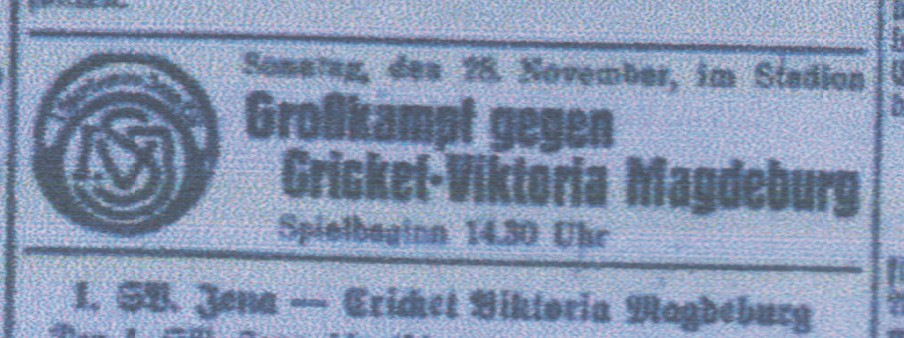 Sonntag, den 28. November, im Stadion
Großkampf gegen
Cricket-Viktoria Magdeburg
Spielbeginn 14.30 Uhr
1. SV. Jena — Cricket Viktoria Magdeburg